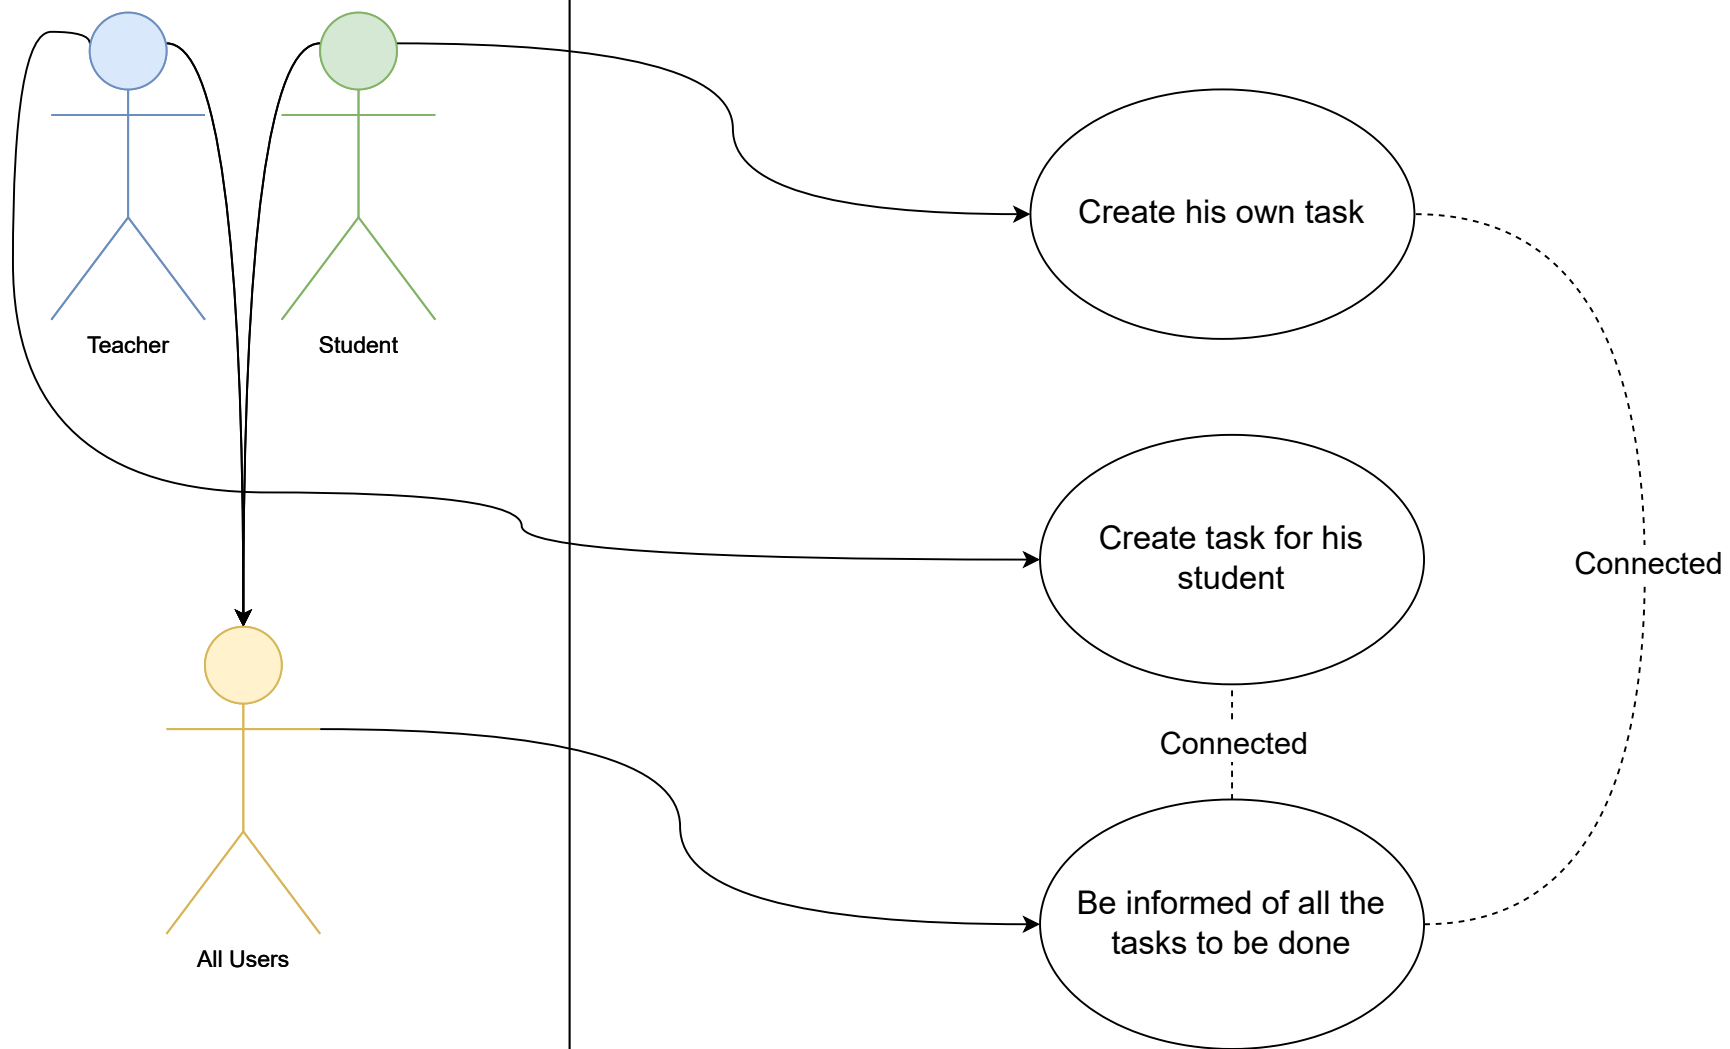 Teacher
Student
Create his own task
Create task for his
student
Connected
Connected
Be informed of all the
tasks to be done
All Users